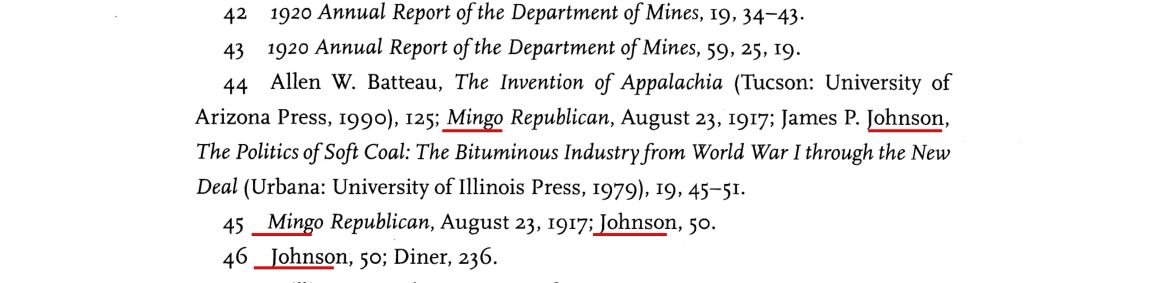 42 1920 Annual Report of the Department of Mines, 19, 34–43.
43 1920 Annual Report of the Department of Mines, 59, 25, 19.
44 Allen W. Batteau, The Invention of Appalachia (Tucson: University of
Arizona Press, 1990), 125; Mingo Republican, August 23, 1917; James P. Johnson,
The Politics of Soft Coal: The Bituminous Industry from World War I through the New
Deal (Urbana: University of Illinois Press, 1979), 19, 45–51.
45 Mingo Republican, August 23, 1917; Johnson, 50.
46 Johnson, 50; Diner, 236.